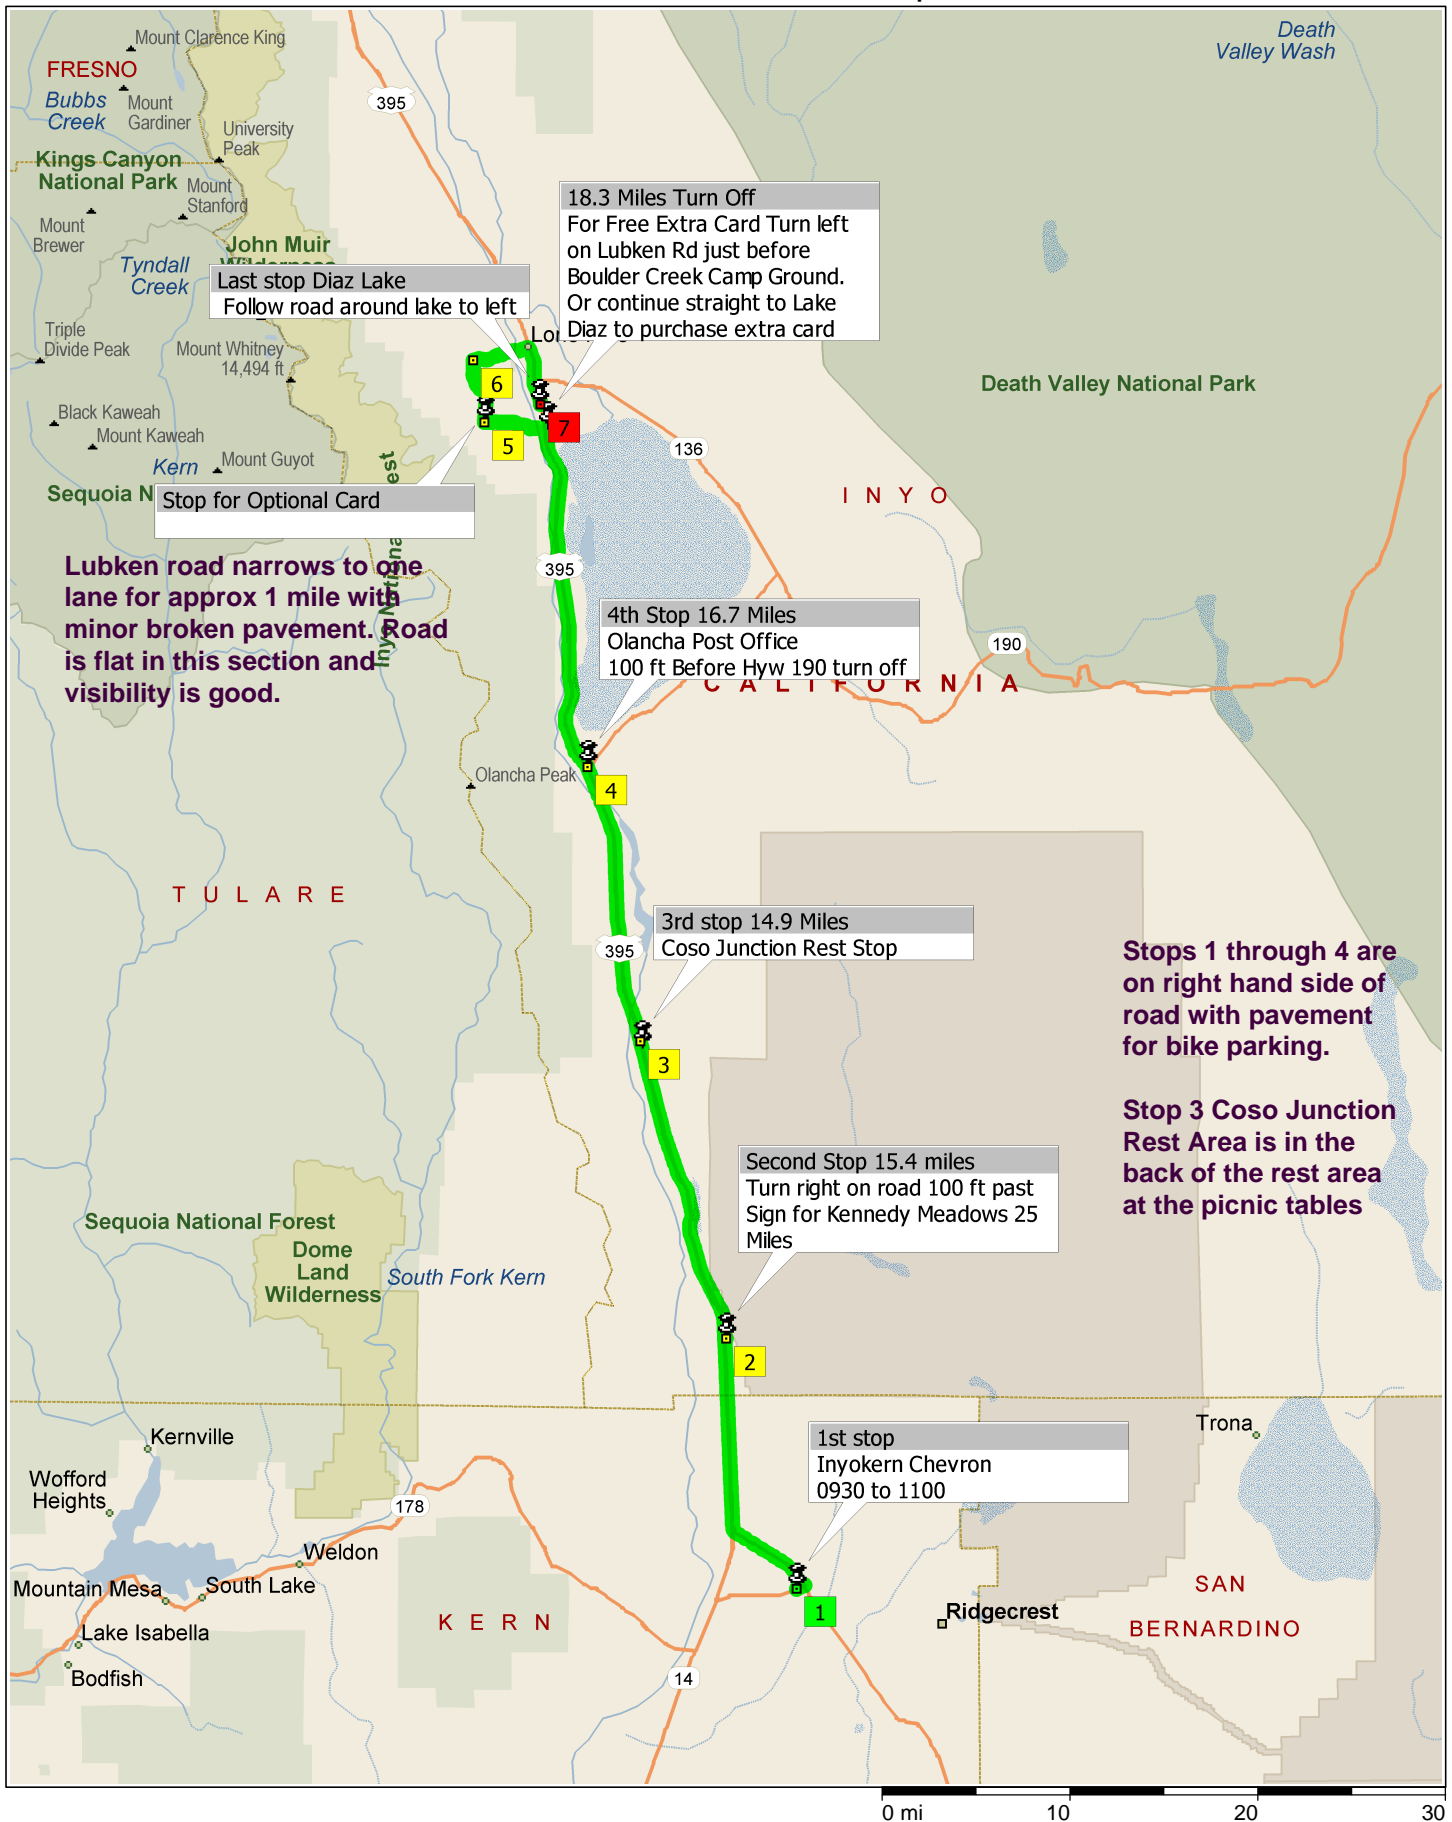 Mount Clarence King
FRESNO
Bubbs
Creek
Mount
Gardiner
University
Peak
Kings Canyon
National Park
Mount
Stanford
Mount
Brewer
John Muir
Tyndall
Creek
395
Death
Valley Wash
18.3 Miles Turn Off
For Free Extra Card Turn left
on Lubken Rd just before
Boulder Creek Camp Ground.
Or continue straight to Lake
Diaz to purchase extra card
Last stop Diaz Lake
Follow road around lake to left
Triple
Divide Peak
Mount Whitney
14,494 ft
Death Valley National Park
6
7
5
136
Black Kaweah
Mount Kaweah
Kern
Mount Guyot
Sequoia
INYO
Stop for Optional Card
Lubken road narrows to one
lane for approx 1 mile with
minor broken pavement. Road
is flat in this section and
visibility is good.
395
4th Stop 16.7 Miles
Olancha Post Office
100 ft Before Hyw 190 turn off
190
CALIFORNIA
Olancha Peak
4
TULARE
3rd stop 14.9 Miles
Coso Junction Rest Stop
395
3
Stops 1 through 4 are
on right hand side of
road with pavement
for bike parking.
Stop 3 Coso Junction
Rest Area is in the
back of the rest area
at the picnic tables
Second Stop 15.4 miles
Turn right on road 100 ft past
Sign for Kennedy Meadows 25
Miles
Sequoia National Forest
Dome
Land
Wilderness
South Fork Kern
2
1st stop
Inyokern Chevron
0930 to 1100
Trona
Kernville
Wofford
Heights
178
Weldon
Mountain Mesa
South Lake
Lake Isabella
Bodfish
KERN
1
Ridgecrest
SAN
BERNARDINO
14
0 mi
10
20
30